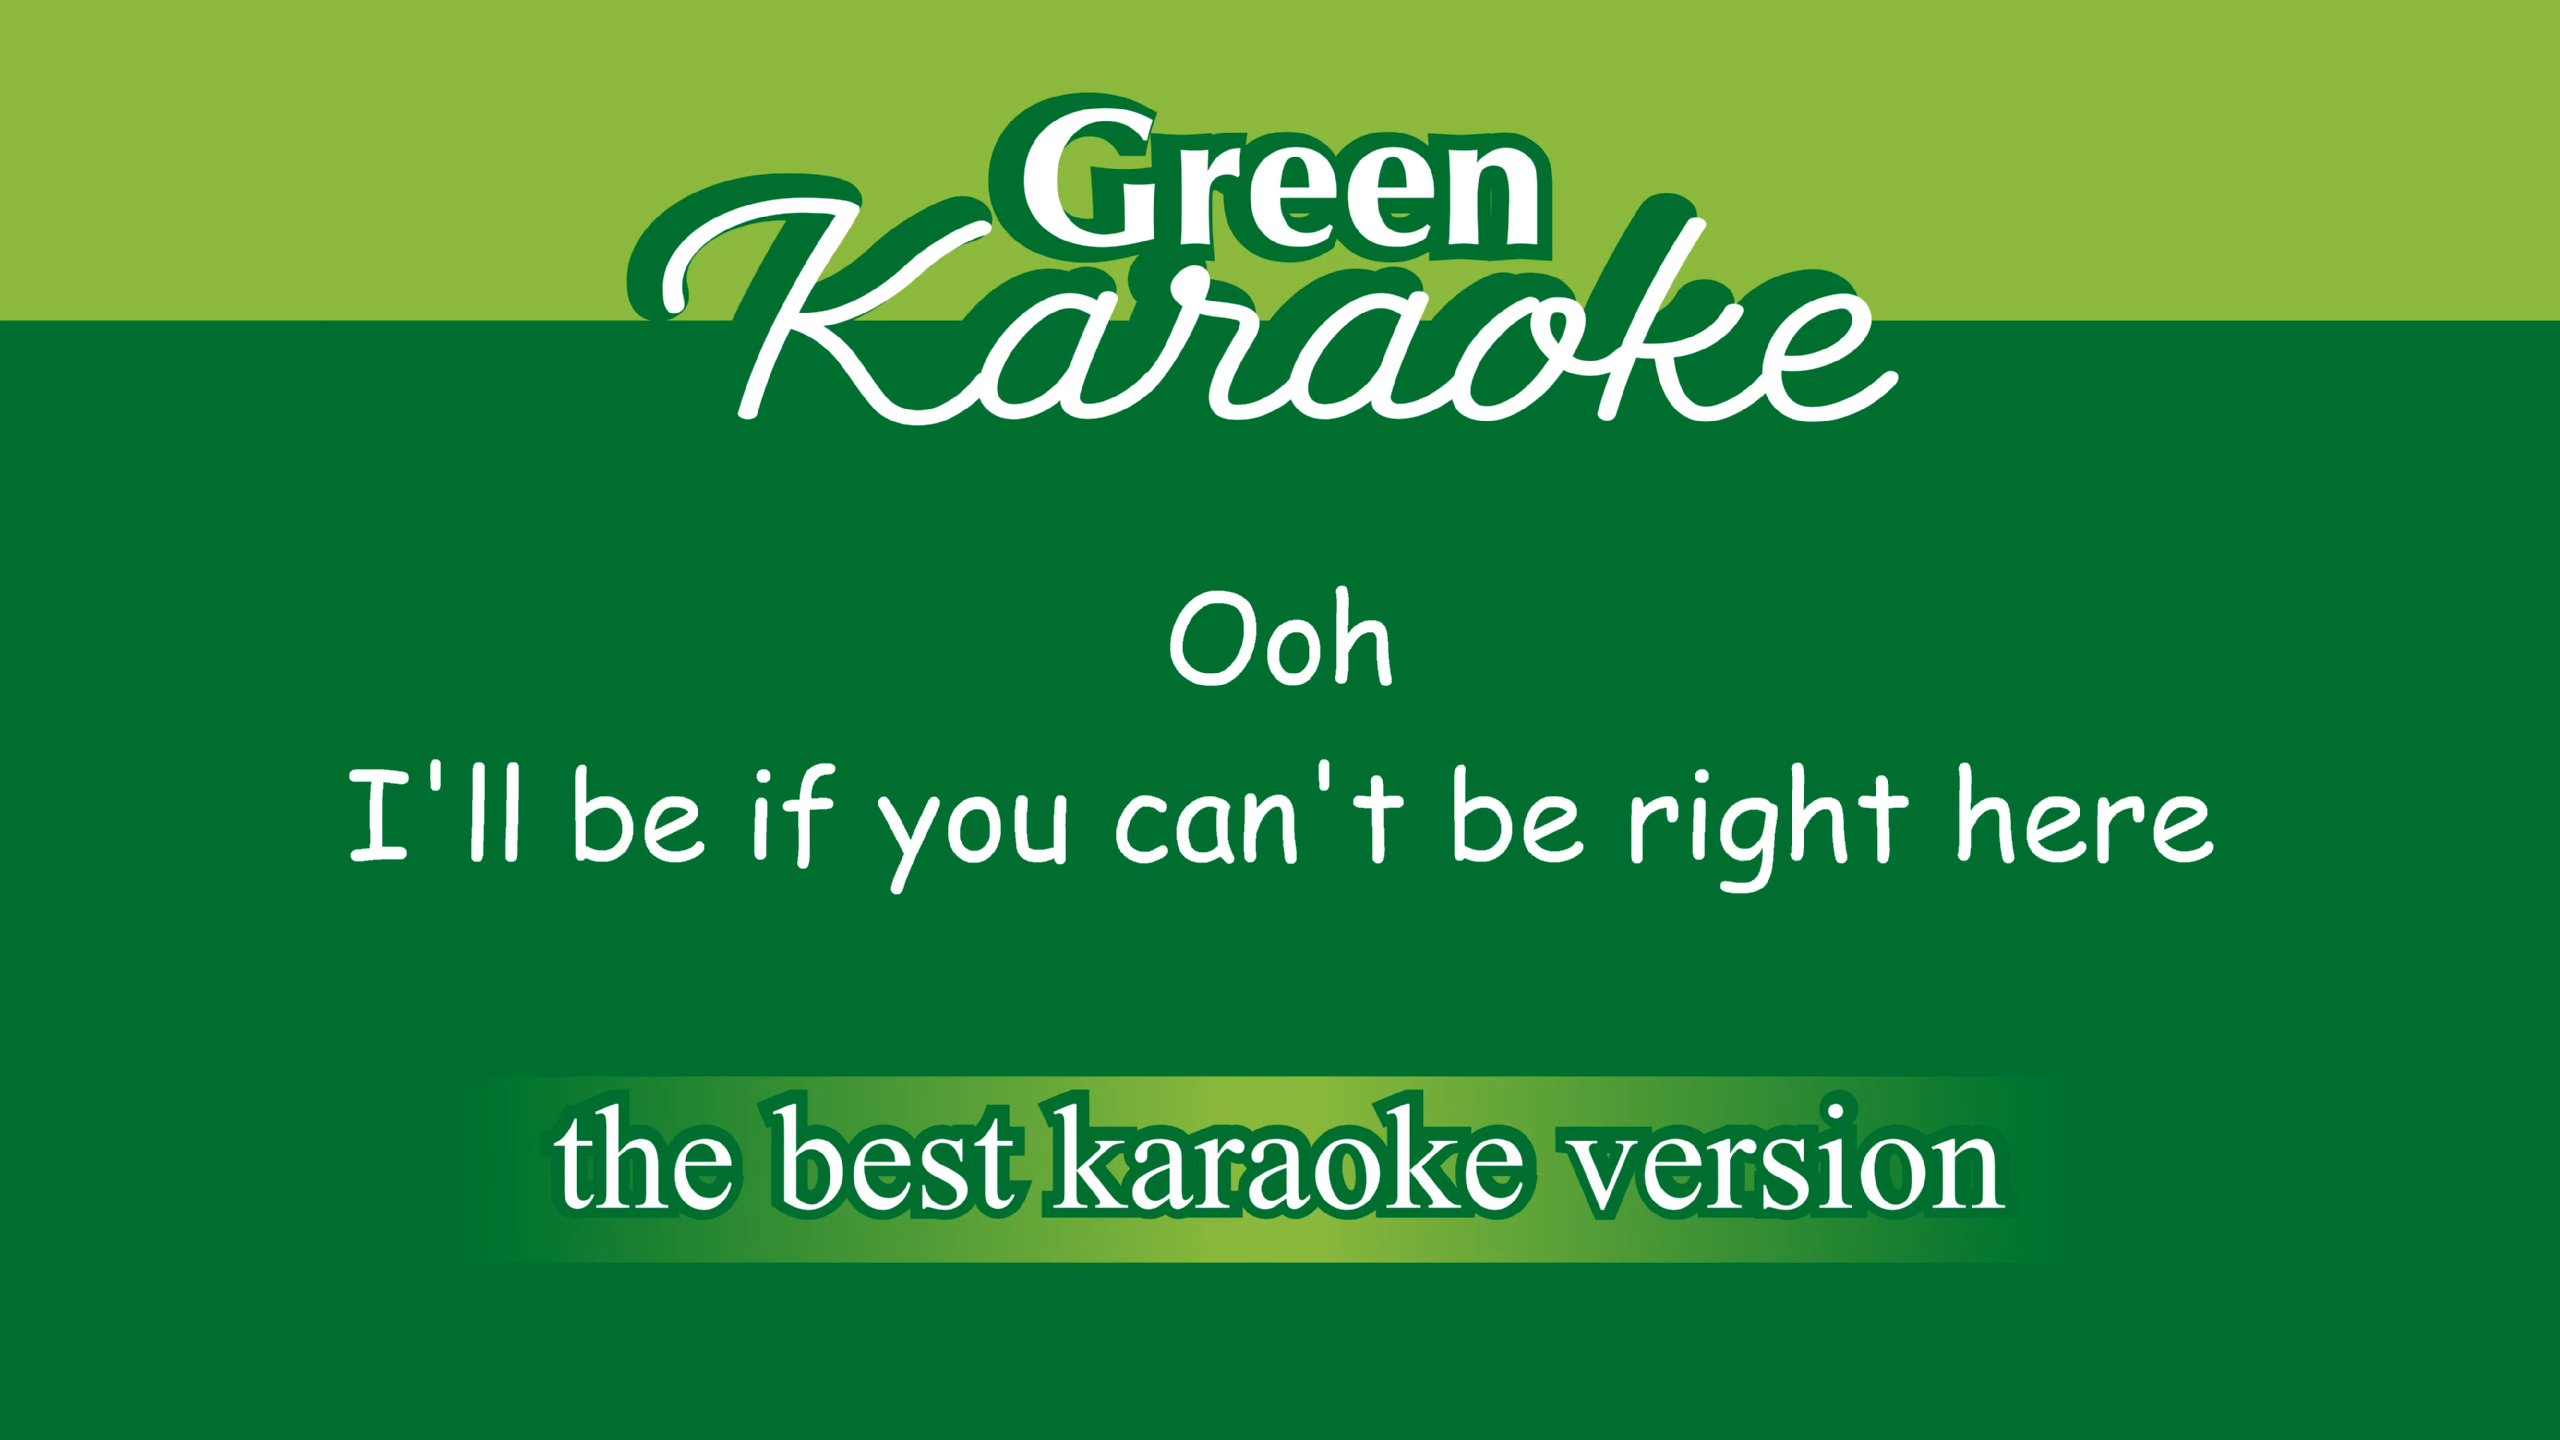 Green
Karaoke
Ooh
I'll be if you can't be right here
the best karaoke version